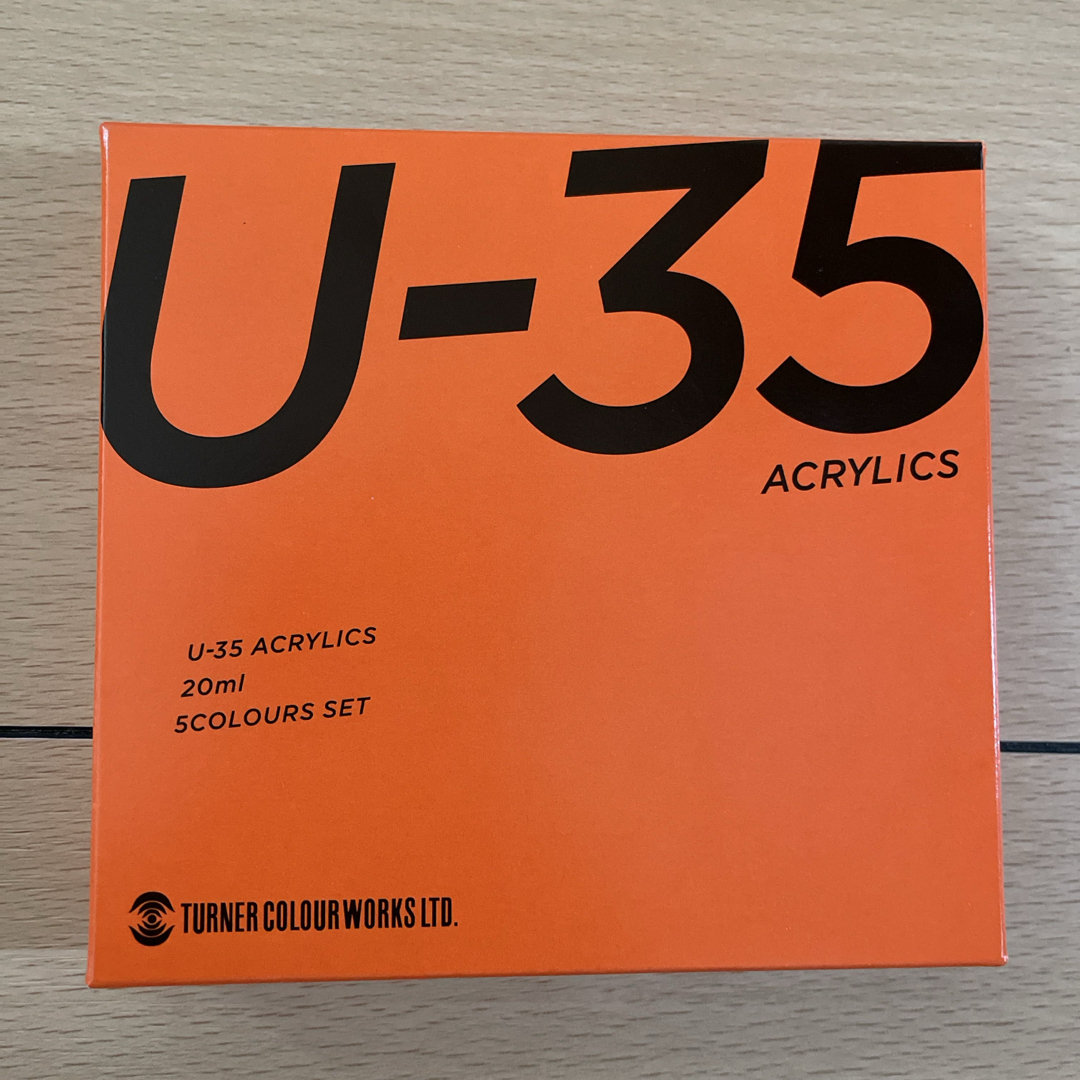 U-35
ACRYLICS
U-35 ACRYLICS
20ml
5COLOURS SET
TURNER COLOUR WORKS LTD.